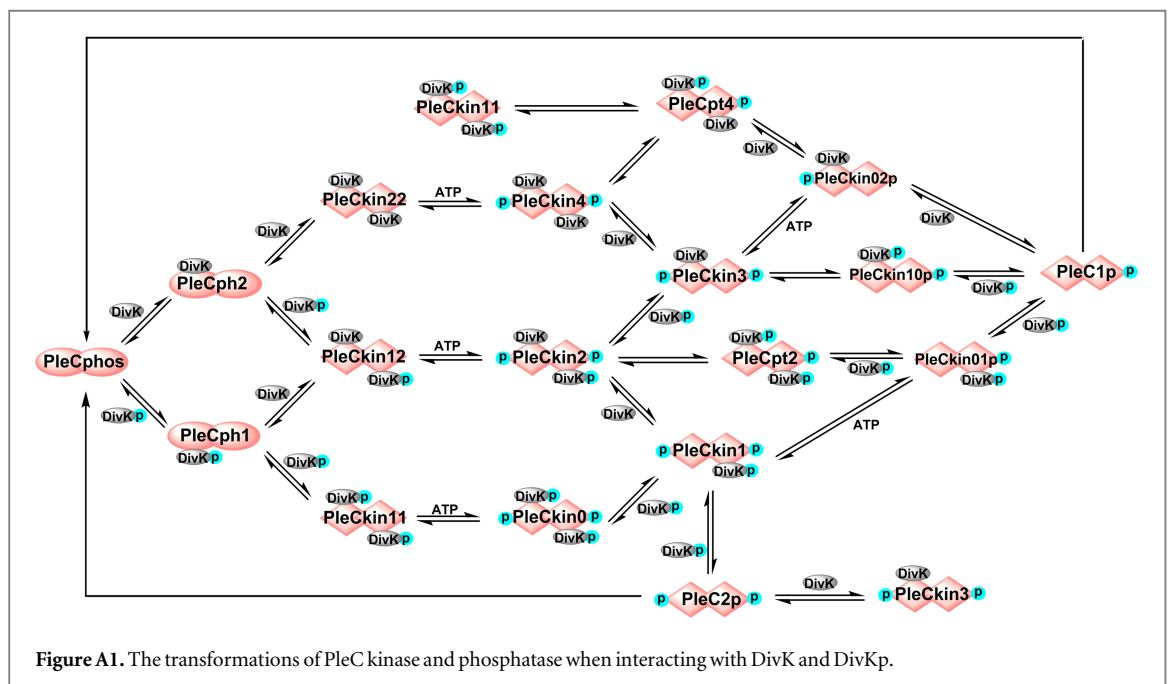 DivK p
PleCkin11
DivK p
DivK p
PleCpt4 p
DivK
DivK
DivK
p PleCkin02p
DivK
PleCkin22
DivK
ATP
DivK
p PleCkin4 p
DivK
DivK
DivK
DivK
ATP
DivK
p PleCkin3 p
DivK p
PleCkin10p p
DivK p
PleC1p p
DivK
PleCph2
DivK
DivK p
DivK p
DivK p
PleCphos
DivK
PleCkin12
DivK p
ATP
DivK
p PleCkin2 p
DivK p
DivK
PleCpt2 p
DivK p
DivK p
PleCkin01p p
DivK p
DivK p
PleCph1
DivK p
DivK
DivK
ATP
p PleCkin1 p
DivK p
DivK p
DivK p
PleCkin11
DivK p
ATP
DivK p
p PleCkin0 p
DivK p
DivK p
DivK p
p PleC2p p
DivK
DivK
p PleCkin3 p
Figure A1. The transformations of PleC kinase and phosphatase when interacting with DivK and DivKp.